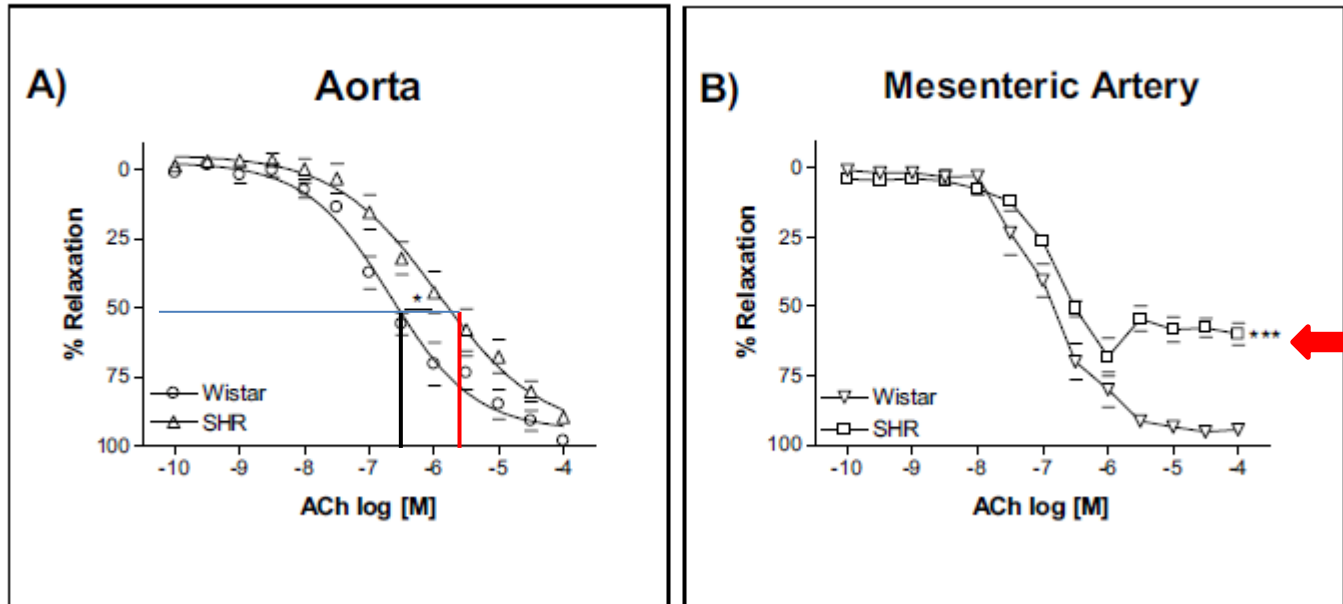 A) Aorta
% Relaxation
0
25
50
75
100
*
Wistar
SHR
-10 -9 -8 -7 -6 -5 -4
ACh log [M]
B) Mesenteric Artery
% Relaxation
0
25
50
75
100
***
Wistar
SHR
-10 -9 -8 -7 -6 -5 -4
ACh log [M]